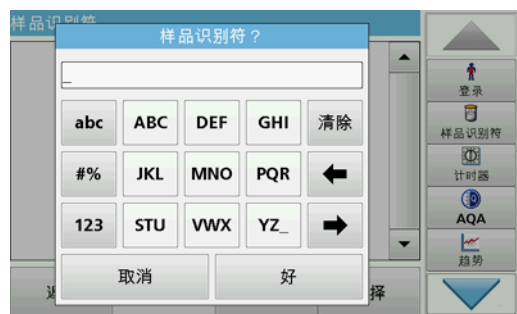 样品识别符
样品识别符？
_
abc ABC DEF GHI 清除
#% JKL MNO PQR
123 STU VWX YZ_
取消 好
择
登录
样品识别符
计时器
AQA
趋势